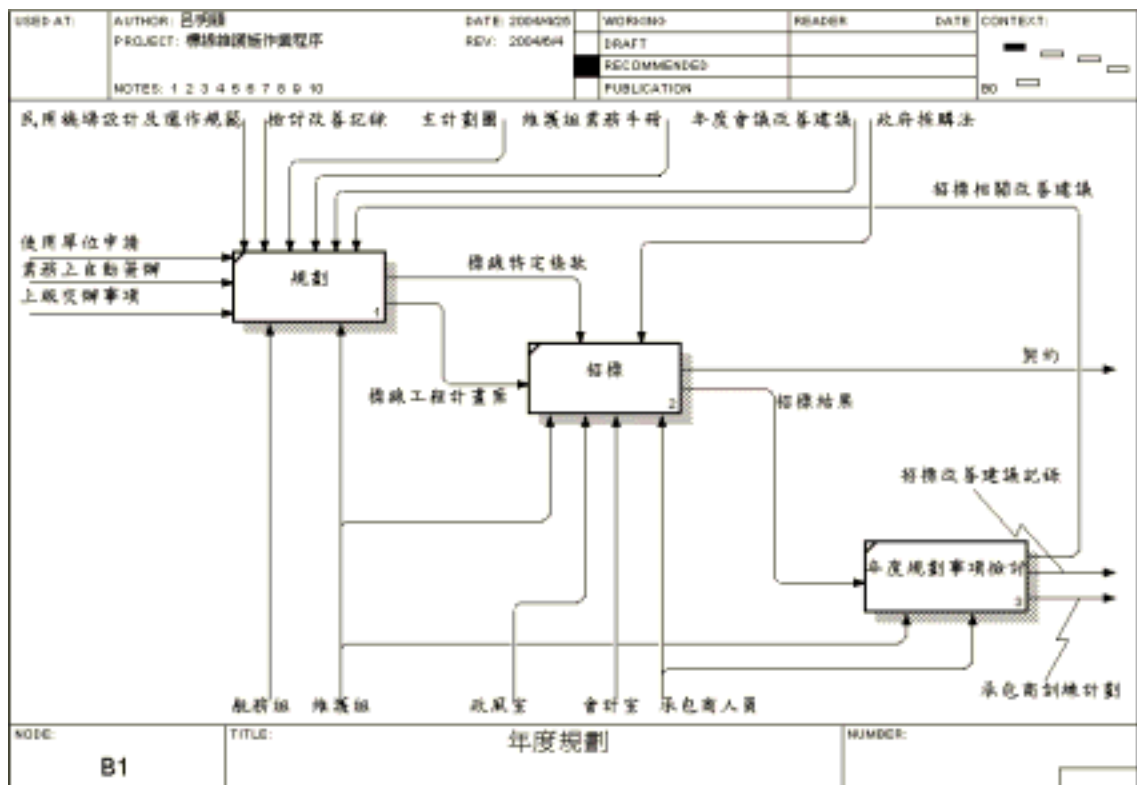 USED AT:
AUTHOR: 呂明頤
DATE: 2004/4/26
WORKING
READER
DATE
CONTEXT:
PROJECT: 標線維護施作業程序
REV: 2004/6/4
DRAFT
RECOMMENDED
NOTES: 1 2 3 4 5 6 7 8 9 10
PUBLICATION
B0
民用機場設計及運作規範
檢討改善記錄
主計劃圖
維護組業務手冊
年度會議改善建議
政府採購法
招標相關改善建議
使用單位申請
業務上自動簽辦
上級交辦事項
規劃
1
標線特定條款
標線工程計畫案
招標
2
契約
招標結果
招標改善建議記錄
年度規劃事項檢討
3
承包商訓練計劃
航務組
維護組
政風室
會計室
承包商人員
NODE:
TITLE:
年度規劃
NUMBER:
B1